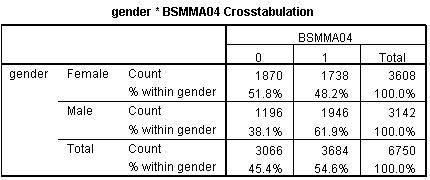 gender * BSMMA04 Crosstabulation
BSMMA04
0 1 Total
gender Female Count 1870 1738 3608
% within gender 51.8% 48.2% 100.0%
Male Count 1196 1946 3142
% within gender 38.1% 61.9% 100.0%
Total Count 3066 3684 6750
% within gender 45.4% 54.6% 100.0%